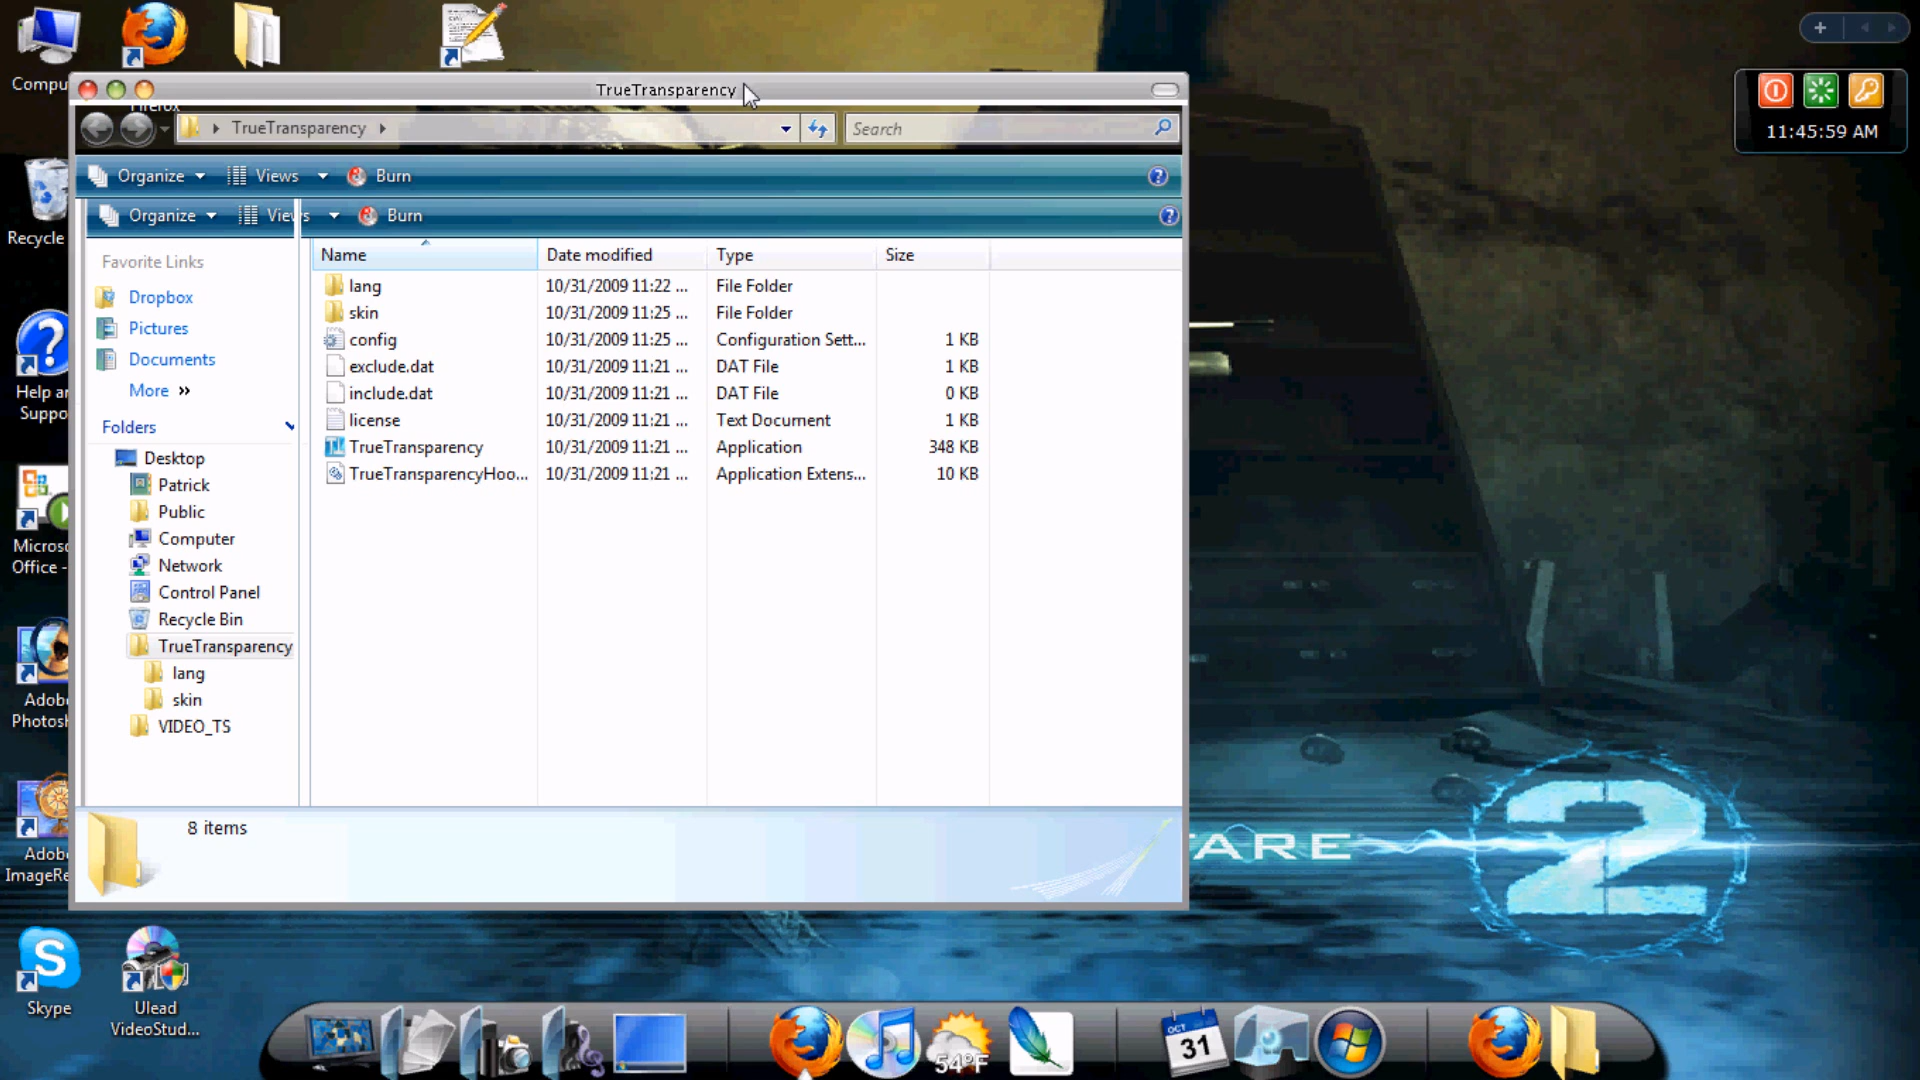 Compu
Firefox
TrueTransparency
TrueTransparency
Search
11:45:59 AM
Organize Views Burn
Organize Views Burn
Recycle
Favorite Links
Dropbox
Pictures
Documents
More »
Folders
Desktop
Patrick
Public
Computer
Network
Control Panel
Recycle Bin
TrueTransparency
lang
skin
VIDEO_TS
Name Date modified Type Size
lang 10/31/2009 11:22 ... File Folder
skin 10/31/2009 11:25 ... File Folder
config 10/31/2009 11:25 ... Configuration Sett... 1 KB
exclude.dat 10/31/2009 11:21 ... DAT File 1 KB
include.dat 10/31/2009 11:21 ... DAT File 0 KB
license 10/31/2009 11:21 ... Text Document 1 KB
TrueTransparency 10/31/2009 11:21 ... Application 348 KB
TrueTransparencyHoo... 10/31/2009 11:21 ... Application Extens... 10 KB
8 items
Help an
Suppo
Microso
Office -
Adob
Photosh
Adob
ImageRe
ARE
2
Skype
Ulead
VideoStud...
54°F
OCT
31